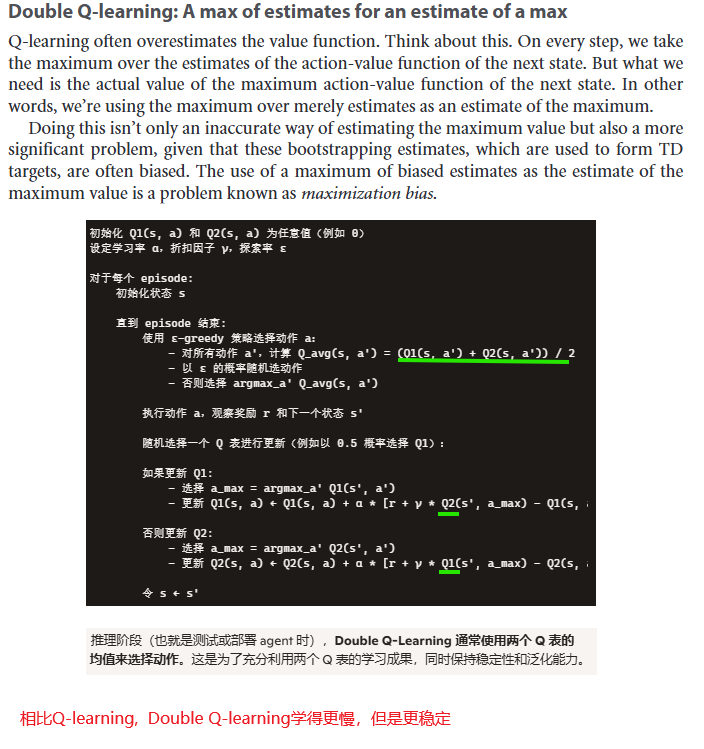 Double Q-learning: A max of estimates for an estimate of a max
Q-learning often overestimates the value function. Think about this. On every step, we take
the maximum over the estimates of the action-value function of the next state. But what we
need is the actual value of the maximum action-value function of the next state. In other
words, we're using the maximum over merely estimates as an estimate of the maximum.
Doing this isn't only an inaccurate way of estimating the maximum value but also a more
significant problem, given that these bootstrapping estimates, which are used to form TD
targets, are often biased. The use of a maximum of biased estimates as the estimate of the
maximum value is a problem known as maximization bias.
初始化 Q1(s, a) 和 Q2(s, a) 为任意值（例如 0）
设定学习率 α，折扣因子 γ，探索率 ε
对于每个 episode:
初始化状态 s
直到 episode 结束:
使用 ε-greedy 策略选择动作 a:
- 对所有动作 a'，计算 Q_avg(s, a') = (Q1(s, a') + Q2(s, a')) / 2
- 以 ε 的概率随机选动作
- 否则选择 argmax_a' Q_avg(s, a')
执行动作 a，观察奖励 r 和下一个状态 s'
随机选择一个 Q 表进行更新（例如以 0.5 概率选择 Q1）:
如果更新 Q1:
- 选择 a_max = argmax_a' Q1(s', a')
- 更新 Q1(s, a) ← Q1(s, a) + α * [r + γ * Q2(s', a_max) - Q1(s,
否则更新 Q2:
- 选择 a_max = argmax_a' Q2(s', a')
- 更新 Q2(s, a) ← Q2(s, a) + α * [r + γ * Q1(s', a_max) - Q2(s,
令 s ← s'
推理阶段（也就是测试或部署 agent 时），Double Q-Learning 通常使用两个 Q 表的
均值来选择动作。这是为了充分利用两个 Q 表的学习成果，同时保持稳定性和泛化能力。
相比Q-learning，Double Q-learning学得更慢，但是更稳定